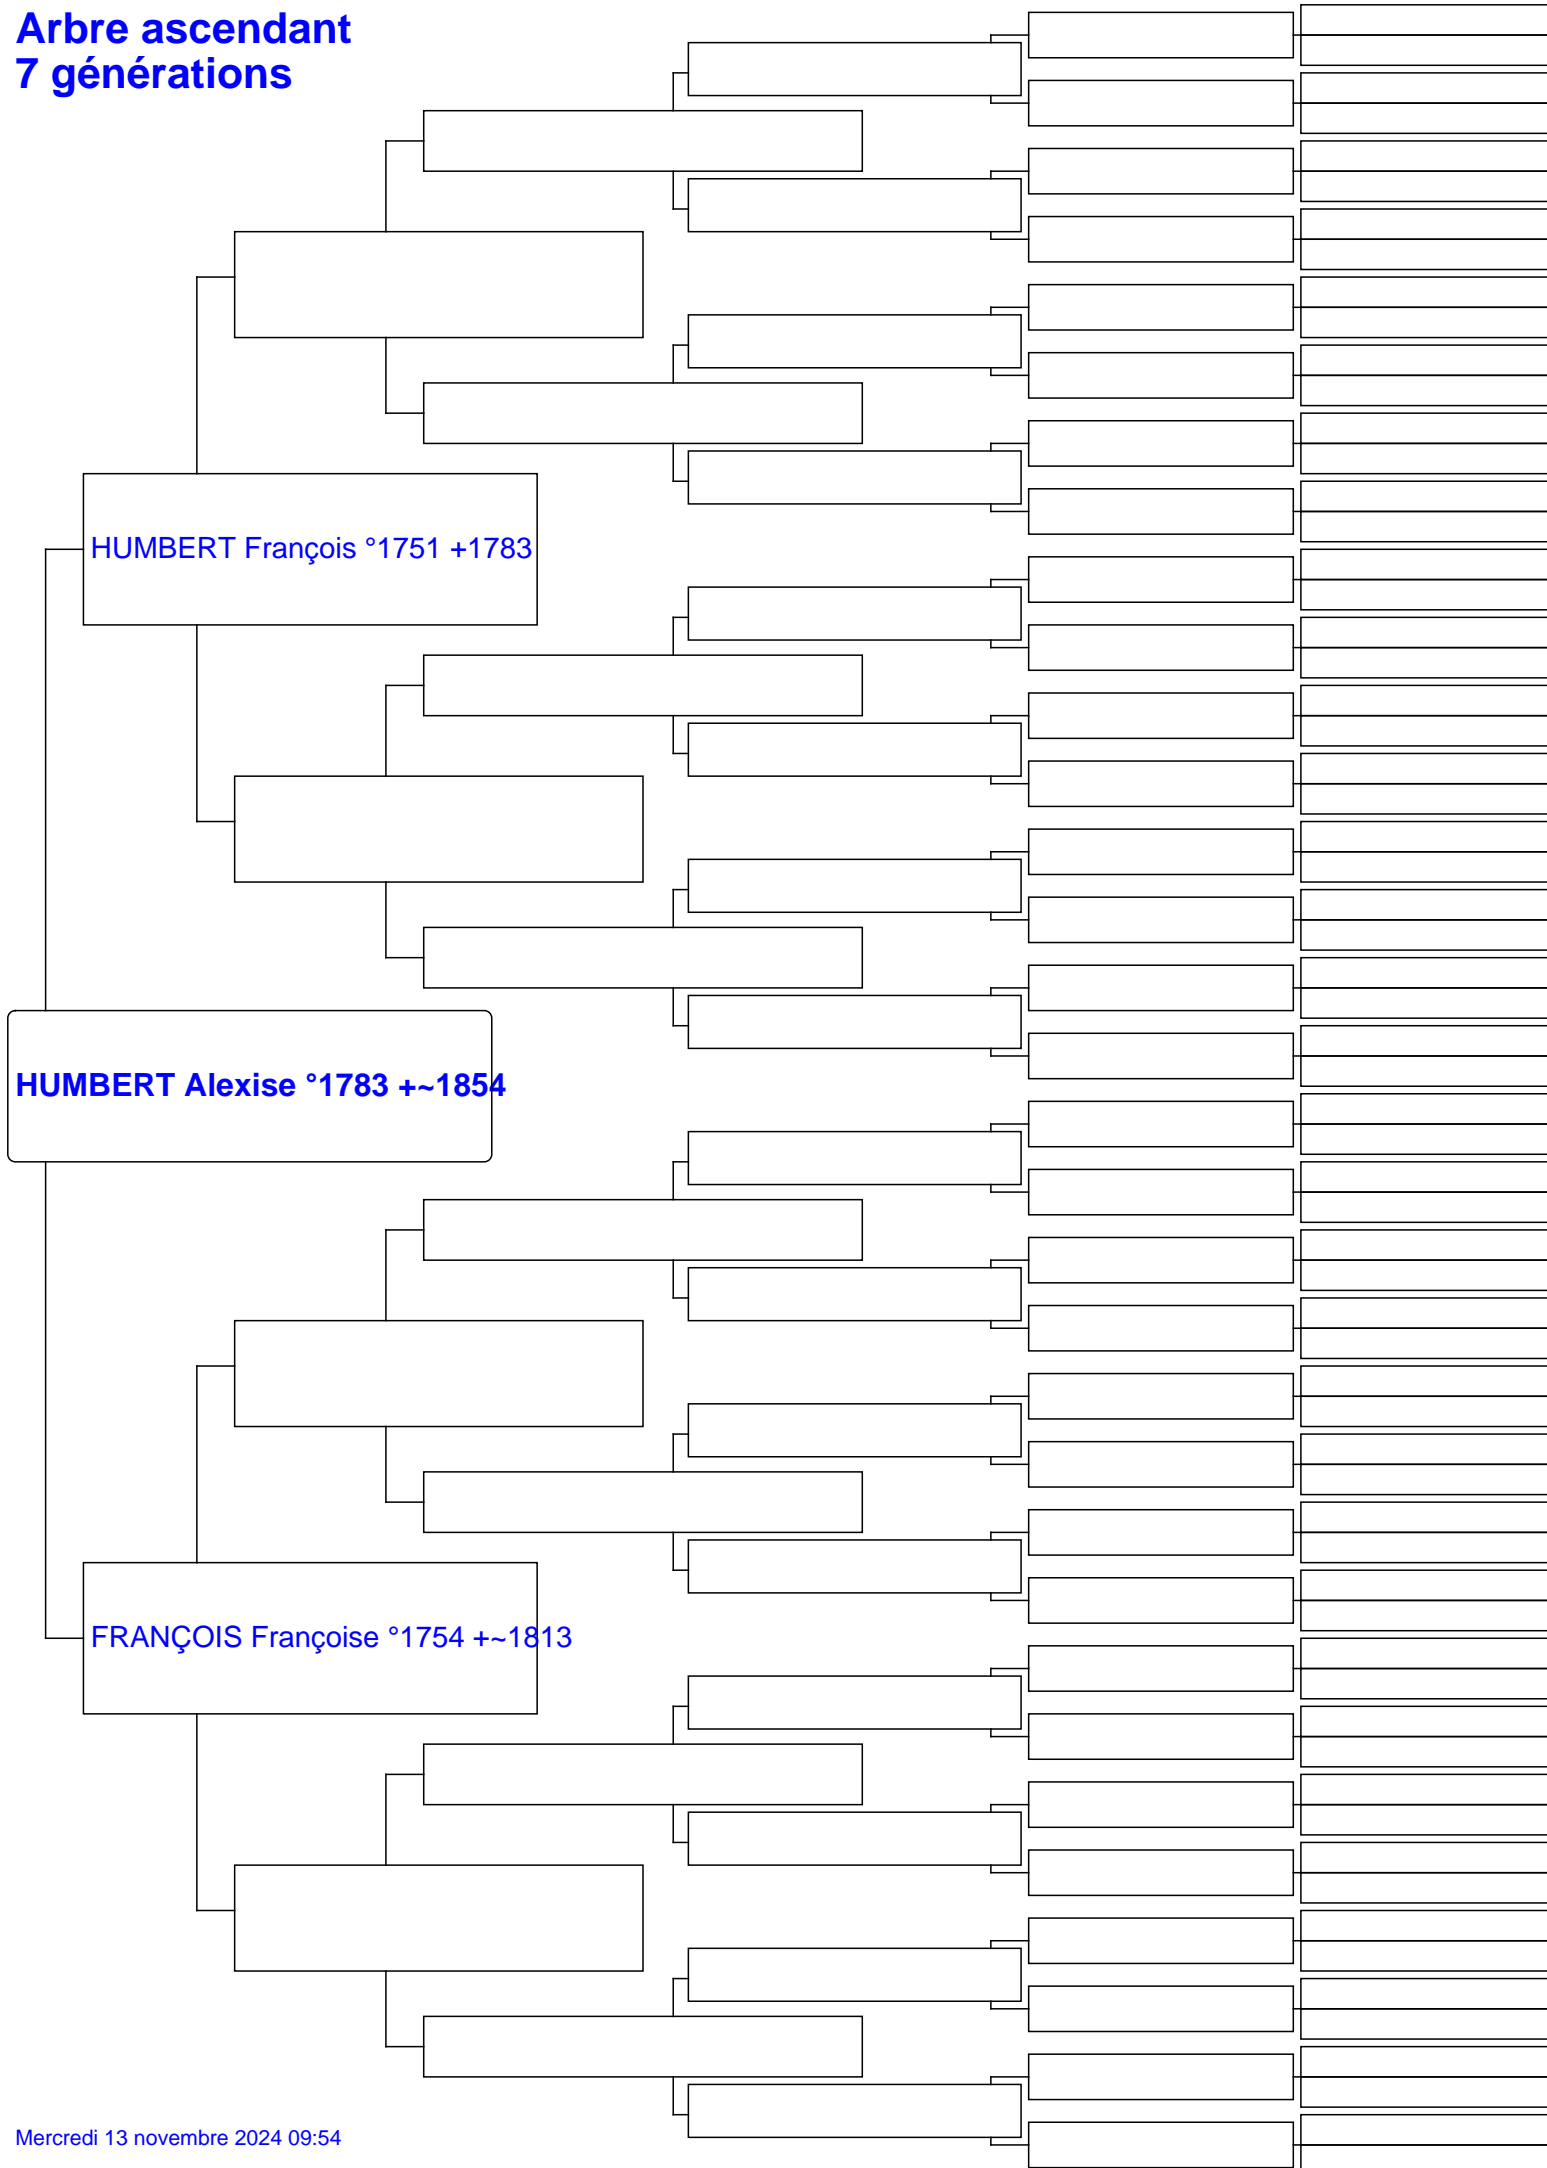 Arbre ascendant
7 générations
HUMBERT François °1751 +1783
HUMBERT Alexise °1783 +~1854
FRANÇOIS Françoise °1754 +~1813
Mercredi 13 novembre 2024 09:54